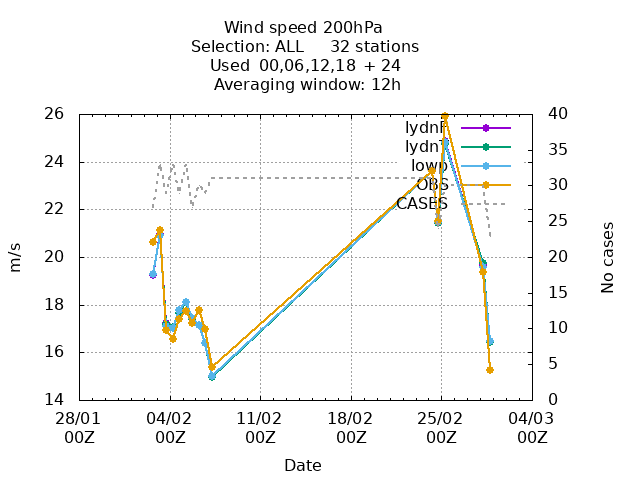 Wind speed 200hPa
Selection: ALL 32 stations
Used 00,06,12,18 + 24
Averaging window: 12h
26
24
22
20
18
16
14
m/s
40
35
30
25
20
15
10
5
0
No cases
lowp
OBS
CASES
28/01 04/02 11/02 18/02 25/02 04/03
00Z 00Z 00Z 00Z 00Z 00Z
Date